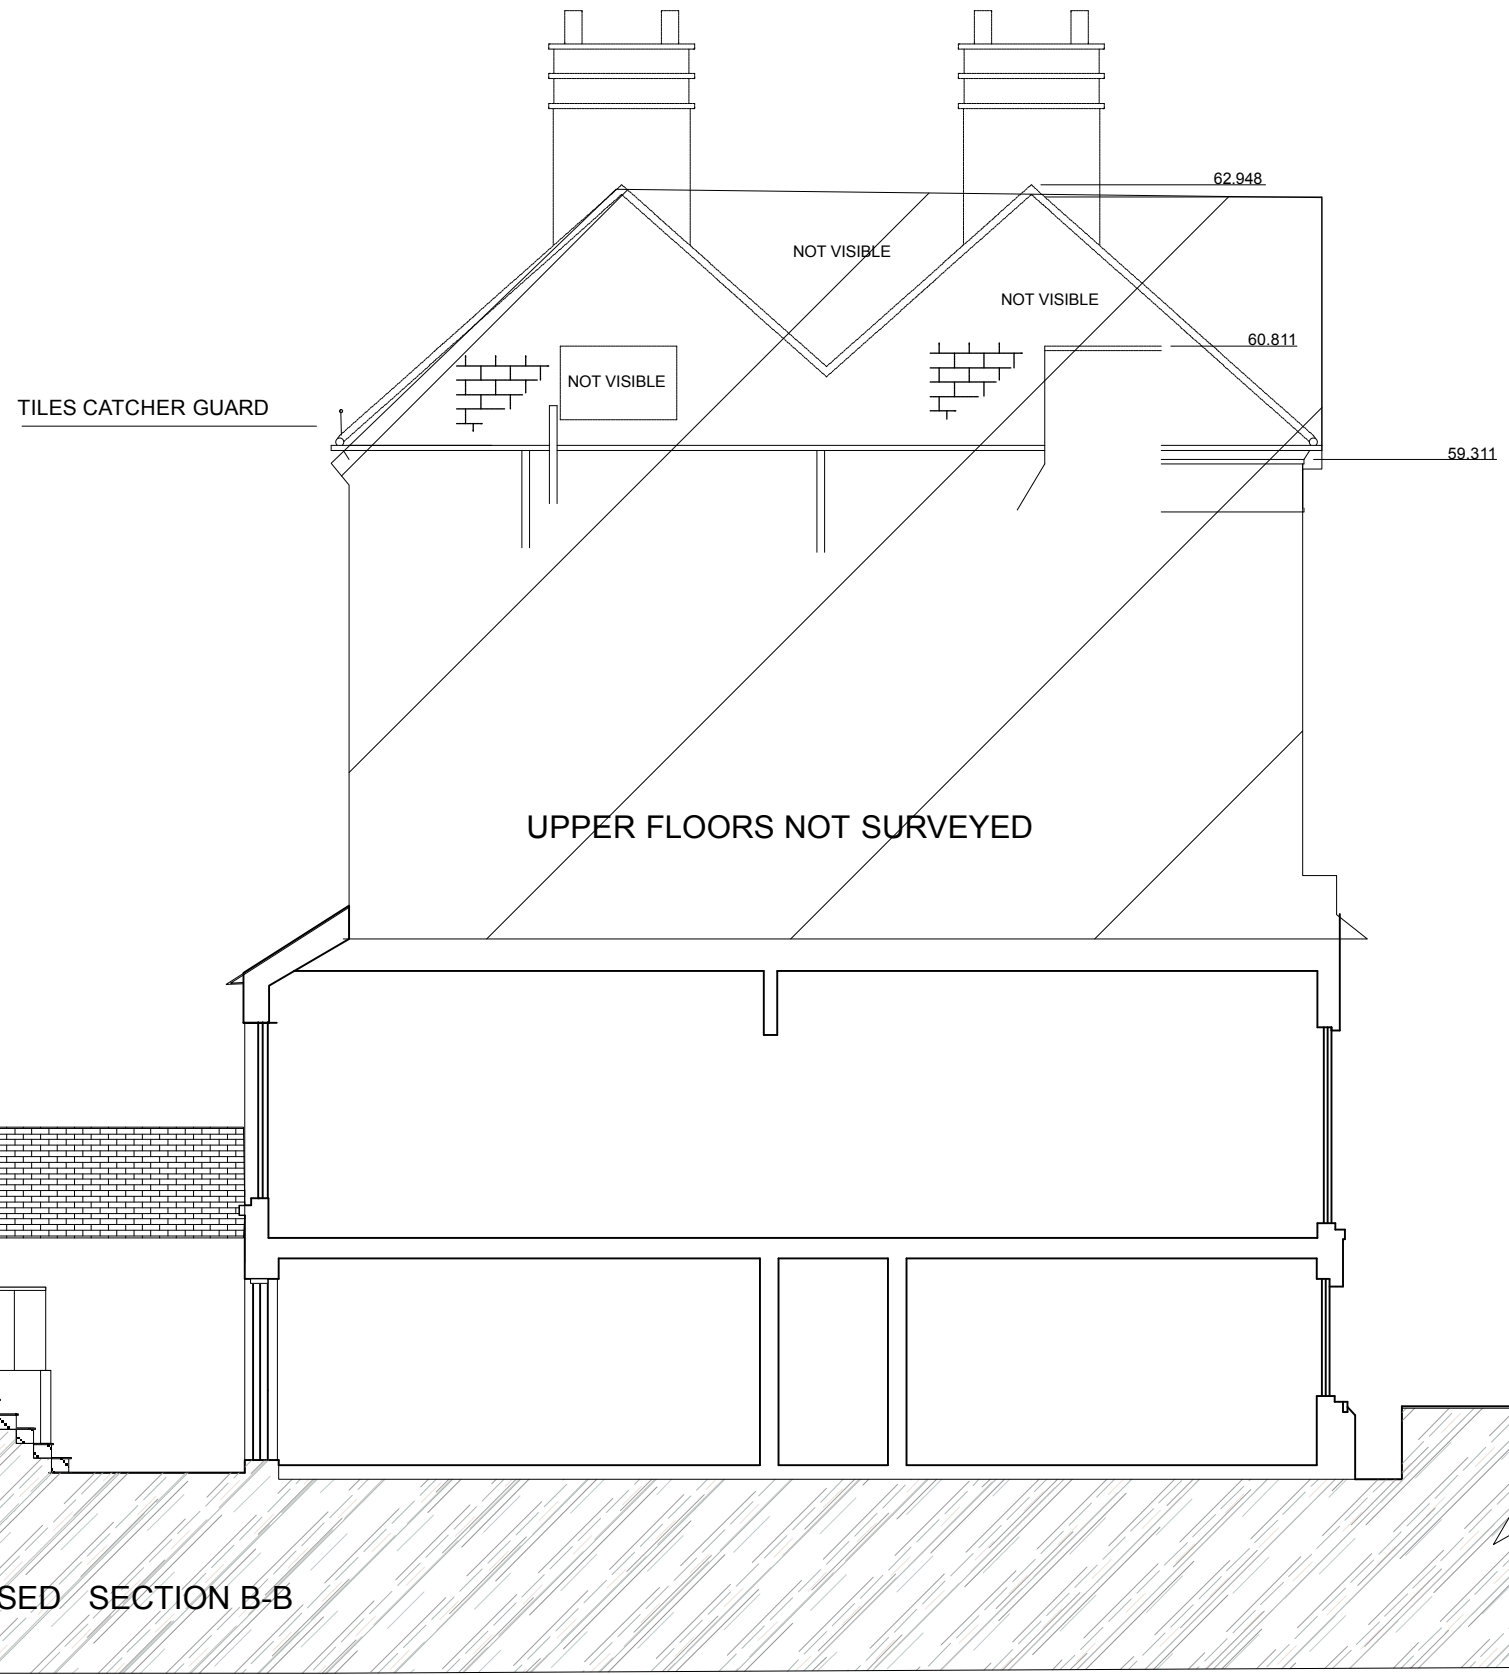 62.948
NOT VISIBLE
NOT VISIBLE
60.811
NOT VISIBLE
TILES CATCHER GUARD
59.311
UPPER FLOORS NOT SURVEYED
SED SECTION B-B